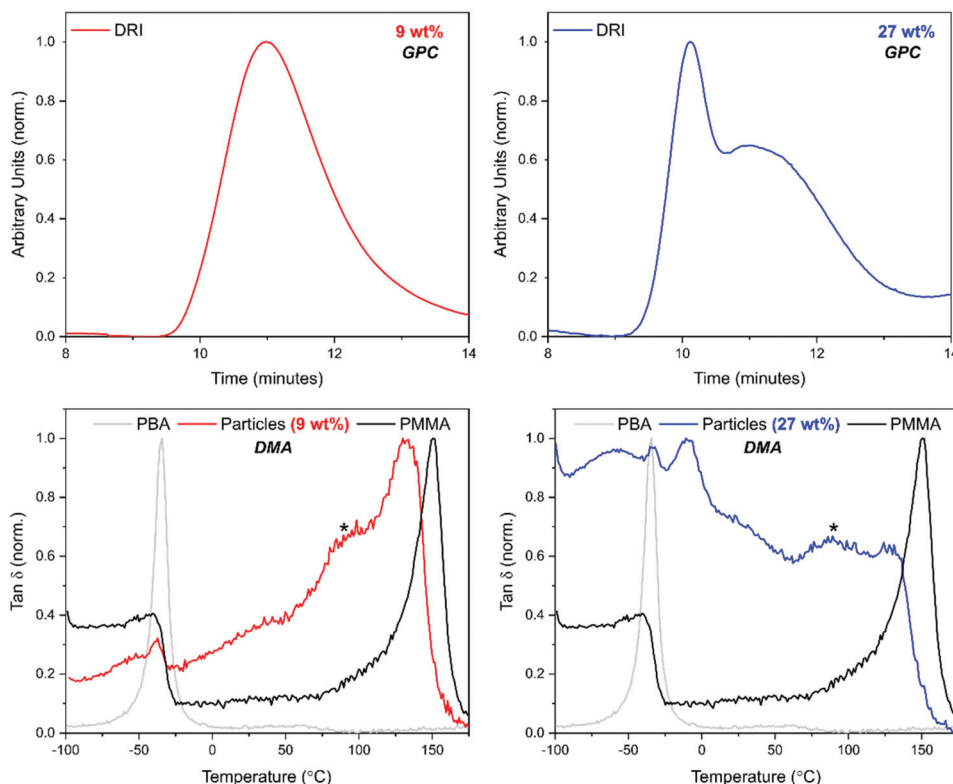 DRI
9 wt%
GPC
1.0
0.8
0.6
0.4
0.2
0.0
8 10 12 14
Arbitrary Units (norm.)
Time (minutes)
DRI
27 wt%
GPC
1.0
0.8
0.6
0.4
0.2
0.0
8 10 12 14
Arbitrary Units (norm.)
Time (minutes)
PBA Particles (9 wt%) PMMA
DMA
*
1.0
0.8
0.6
0.4
0.2
0.0
-100 -50 0 50 100 150
Tan δ (norm.)
Temperature (°C)
PBA Particles (27 wt%) PMMA
DMA
*
1.0
0.8
0.6
0.4
0.2
0.0
-100 -50 0 50 100 150
Tan δ (norm.)
Temperature (°C)